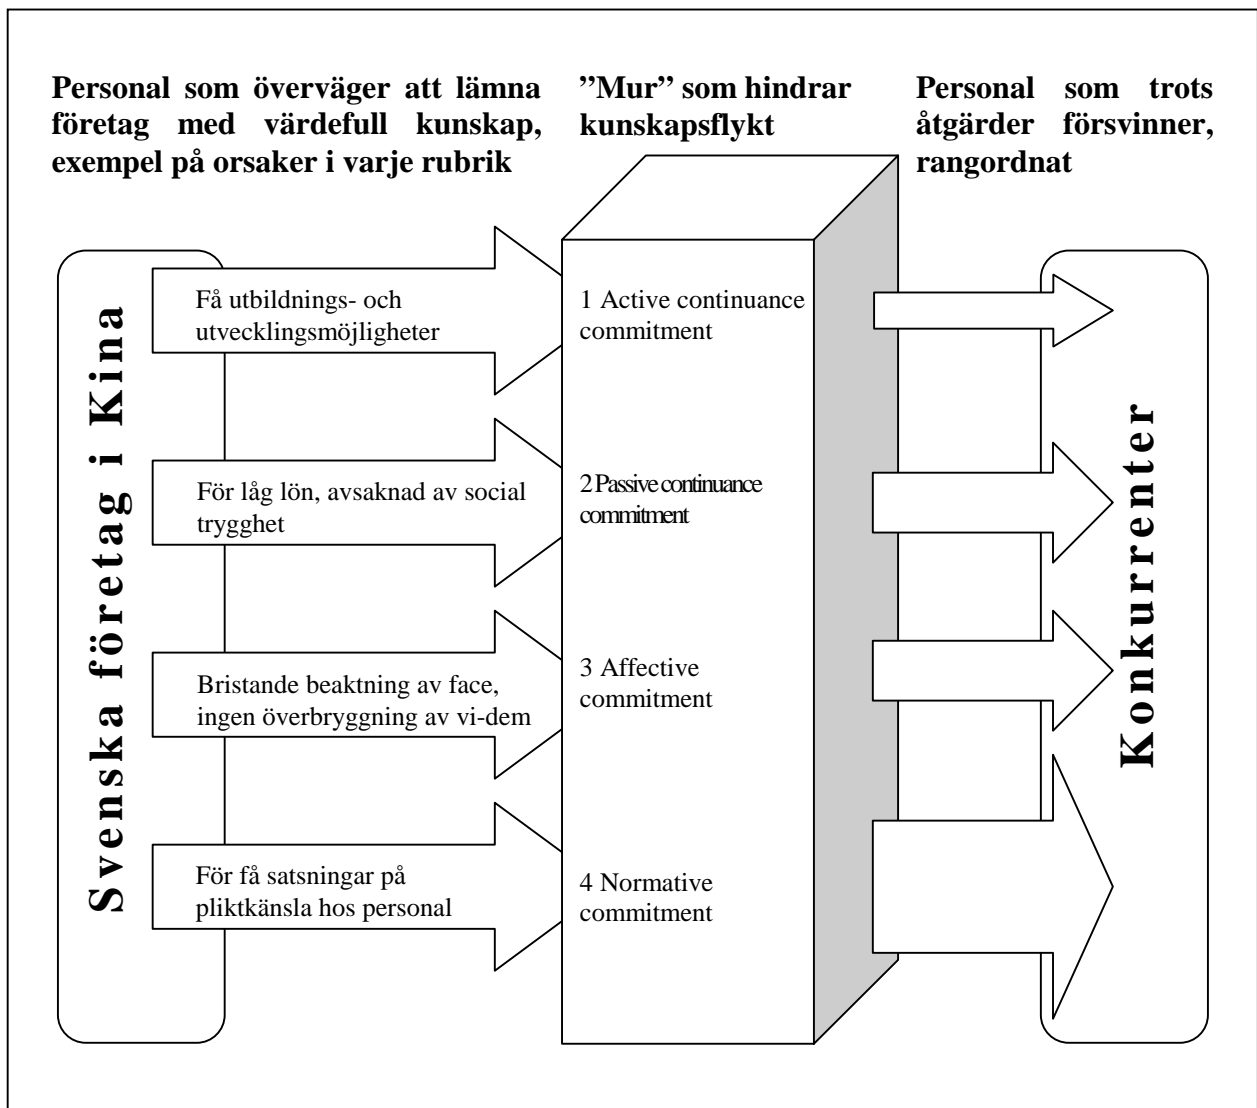 Personal som överväger att lämna
företag med värdefull kunskap,
exempel på orsaker i varje rubrik
”Mur” som hindrar
kunskapsflykt
Personal som trots
åtgärder försvinner,
rangordnat
Svenska företag i Kina
Få utbildnings- och
utvecklingsmöjligheter
1 Active continuance
commitment
För låg lön, avsaknad av social
trygghet
2 Passive continuance
commitment
Bristande beaktning av face,
ingen överbryggning av vi-dem
3 Affective
commitment
För få satsningar på
pliktkänsla hos personal
4 Normative
commitment
Konkurrenter